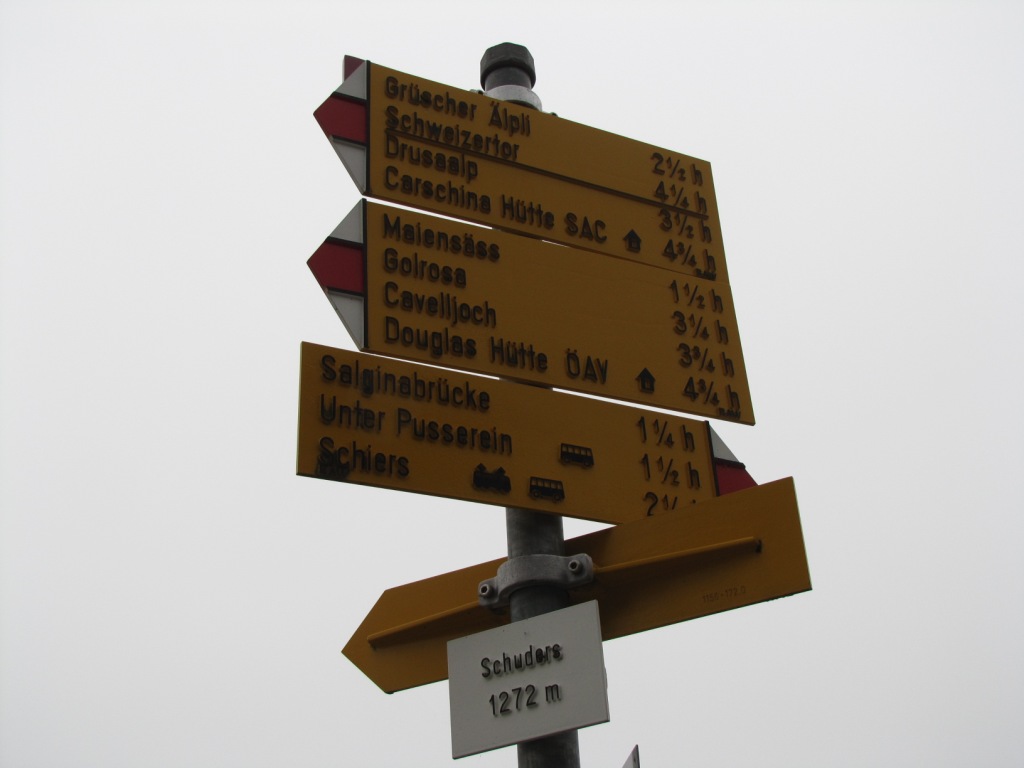 Grüscher Älpli 2½ h
Schweizertor 4¼ h
Drusaalp 3½ h
Carschina Hütte SAC 4¾ h
Maiensäss 1½ h
Golrosa 3¼ h
Cavelljoch 3¾ h
Douglas Hütte ÖAV 4¾ h
Salginabrücke 1¼ h
Unter Pusserein 1½ h
Schiers
Schuders
1272 m